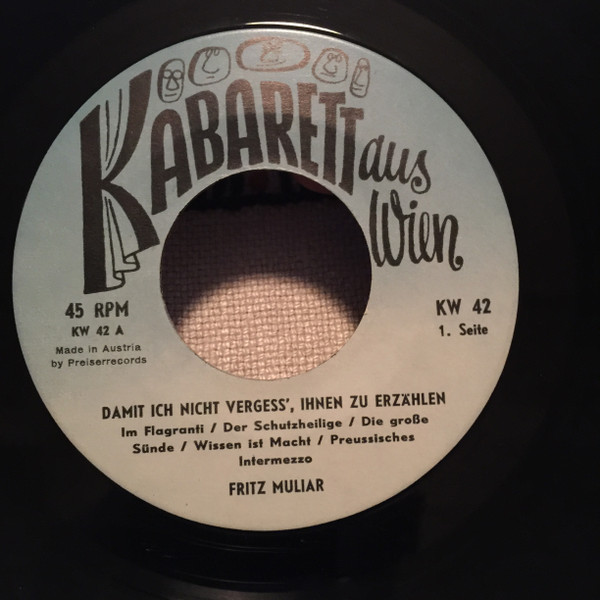 KABARETT aus
Wien
45 RPM
KW 42 A
Made in Austria
by Preiserrecords
KW 42
1. Seite
DAMIT ICH NICHT VERGESS', IHNEN ZU ERZÄHLEN
Im Flagranti / Der Schutzheilige / Die große
Sünde / Wissen ist Macht / Preussisches
Intermezzo
FRITZ MULIAR